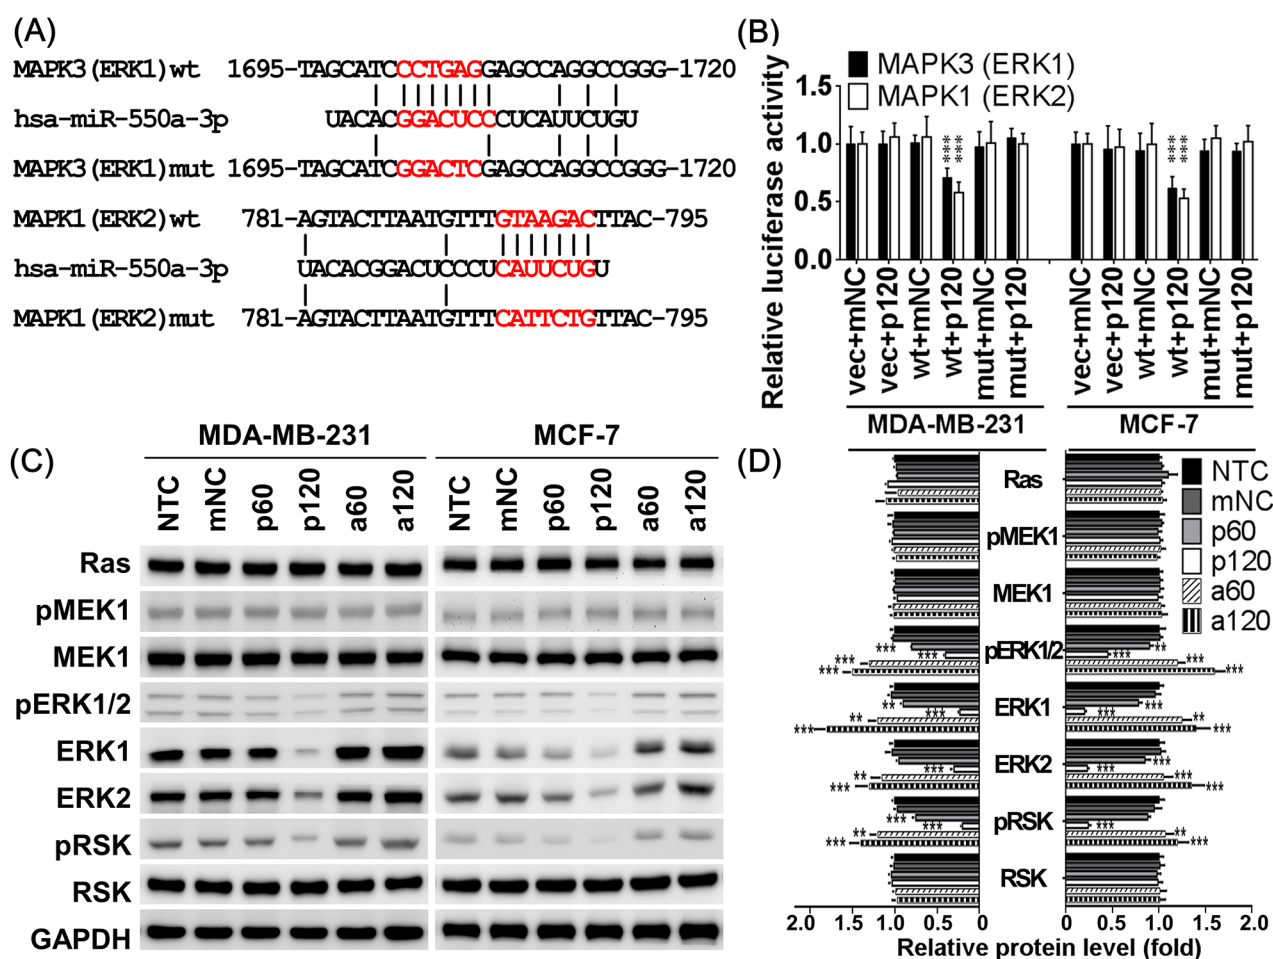 (A)
MAPK3(ERK1)wt 1695-TAGCATCCCTGAGGAGCCAGGCCGGG-1720
hsa-miR-550a-3p UACACGGACUCCCUCAUUCUGU
MAPK3(ERK1)mut 1695-TAGCATCGGACTCGAGCCAGGCCGGG-1720
MAPK1(ERK2)wt 781-AGTACTTAATGTTTGTAAGACTTAC-795
hsa-miR-550a-3p UACACGGACUCCCUCAUUCUGU
MAPK1(ERK2)mut 781-AGTACTTAATGTTTCATTCTGTTAC-795
(B)
MAPK3 (ERK1)
MAPK1 (ERK2)
Relative luciferase activity
1.5
1.0
0.5
0.0
*** ***
*** ***
vec+mNC vec+p120 wt+mNC wt+p120 mut+mNC mut+p120
vec+mNC vec+p120 wt+mNC wt+p120 mut+mNC mut+p120
MDA-MB-231 MCF-7
(C)
MDA-MB-231 MCF-7
NTC mNC p60 p120 a60 a120 NTC mNC p60 p120 a60 a120
Ras
pMEK1
MEK1
pERK1/2
ERK1
ERK2
pRSK
RSK
GAPDH
(D)
NTC
mNC
p60
p120
a60
a120
Ras
pMEK1
MEK1
*** pERK1/2 **
*** ***
*** ***
*** ***
** ERK1 **
*** ***
** **
*** ***
ERK2 ***
*** ***
** ***
*** ***
*** pRSK
*** ***
** **
*** ***
RSK
2.0 1.5 1.0 0.5 0 0 0.5 1.0 1.5 2.0
Relative protein level (fold)